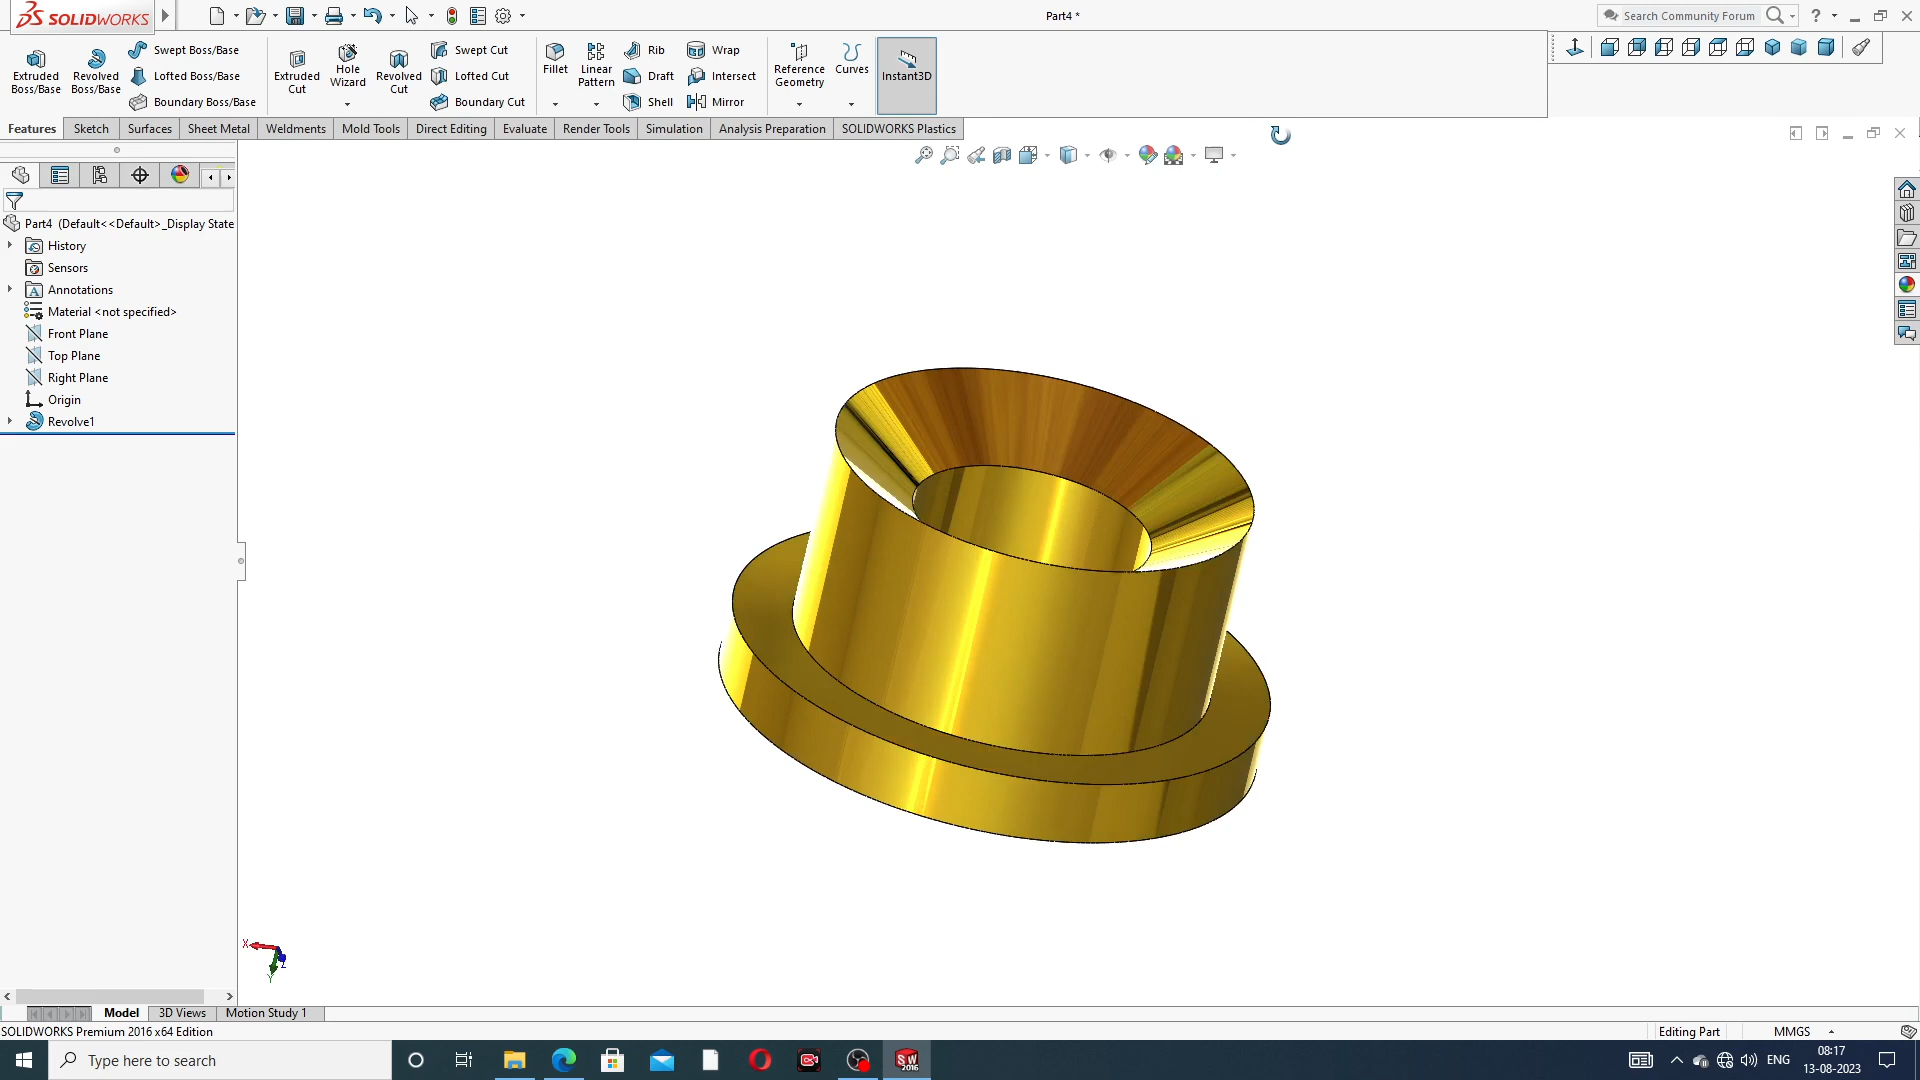 SOLIDWORKS
Part4 *
Search Community Forum
?
Extruded Boss/Base
Revolved Boss/Base
Swept Boss/Base
Lofted Boss/Base
Boundary Boss/Base
Extruded Cut
Hole Wizard
Revolved Cut
Swept Cut
Lofted Cut
Boundary Cut
Fillet
Linear Pattern
Rib
Draft
Shell
Wrap
Intersect
Mirror
Reference Geometry
Curves
Instant3D
Features
Sketch
Surfaces
Sheet Metal
Weldments
Mold Tools
Direct Editing
Evaluate
Render Tools
Simulation
Analysis Preparation
SOLIDWORKS Plastics
Part4 (Default<<Default>_Display State
History
Sensors
Annotations
Material <not specified>
Front Plane
Top Plane
Right Plane
Origin
Revolve1
X
Y
Z
Model
3D Views
Motion Study 1
SOLIDWORKS Premium 2016 x64 Edition
Editing Part
MMGS
Type here to search
SW
2016
ENG
08:17
13-08-2023